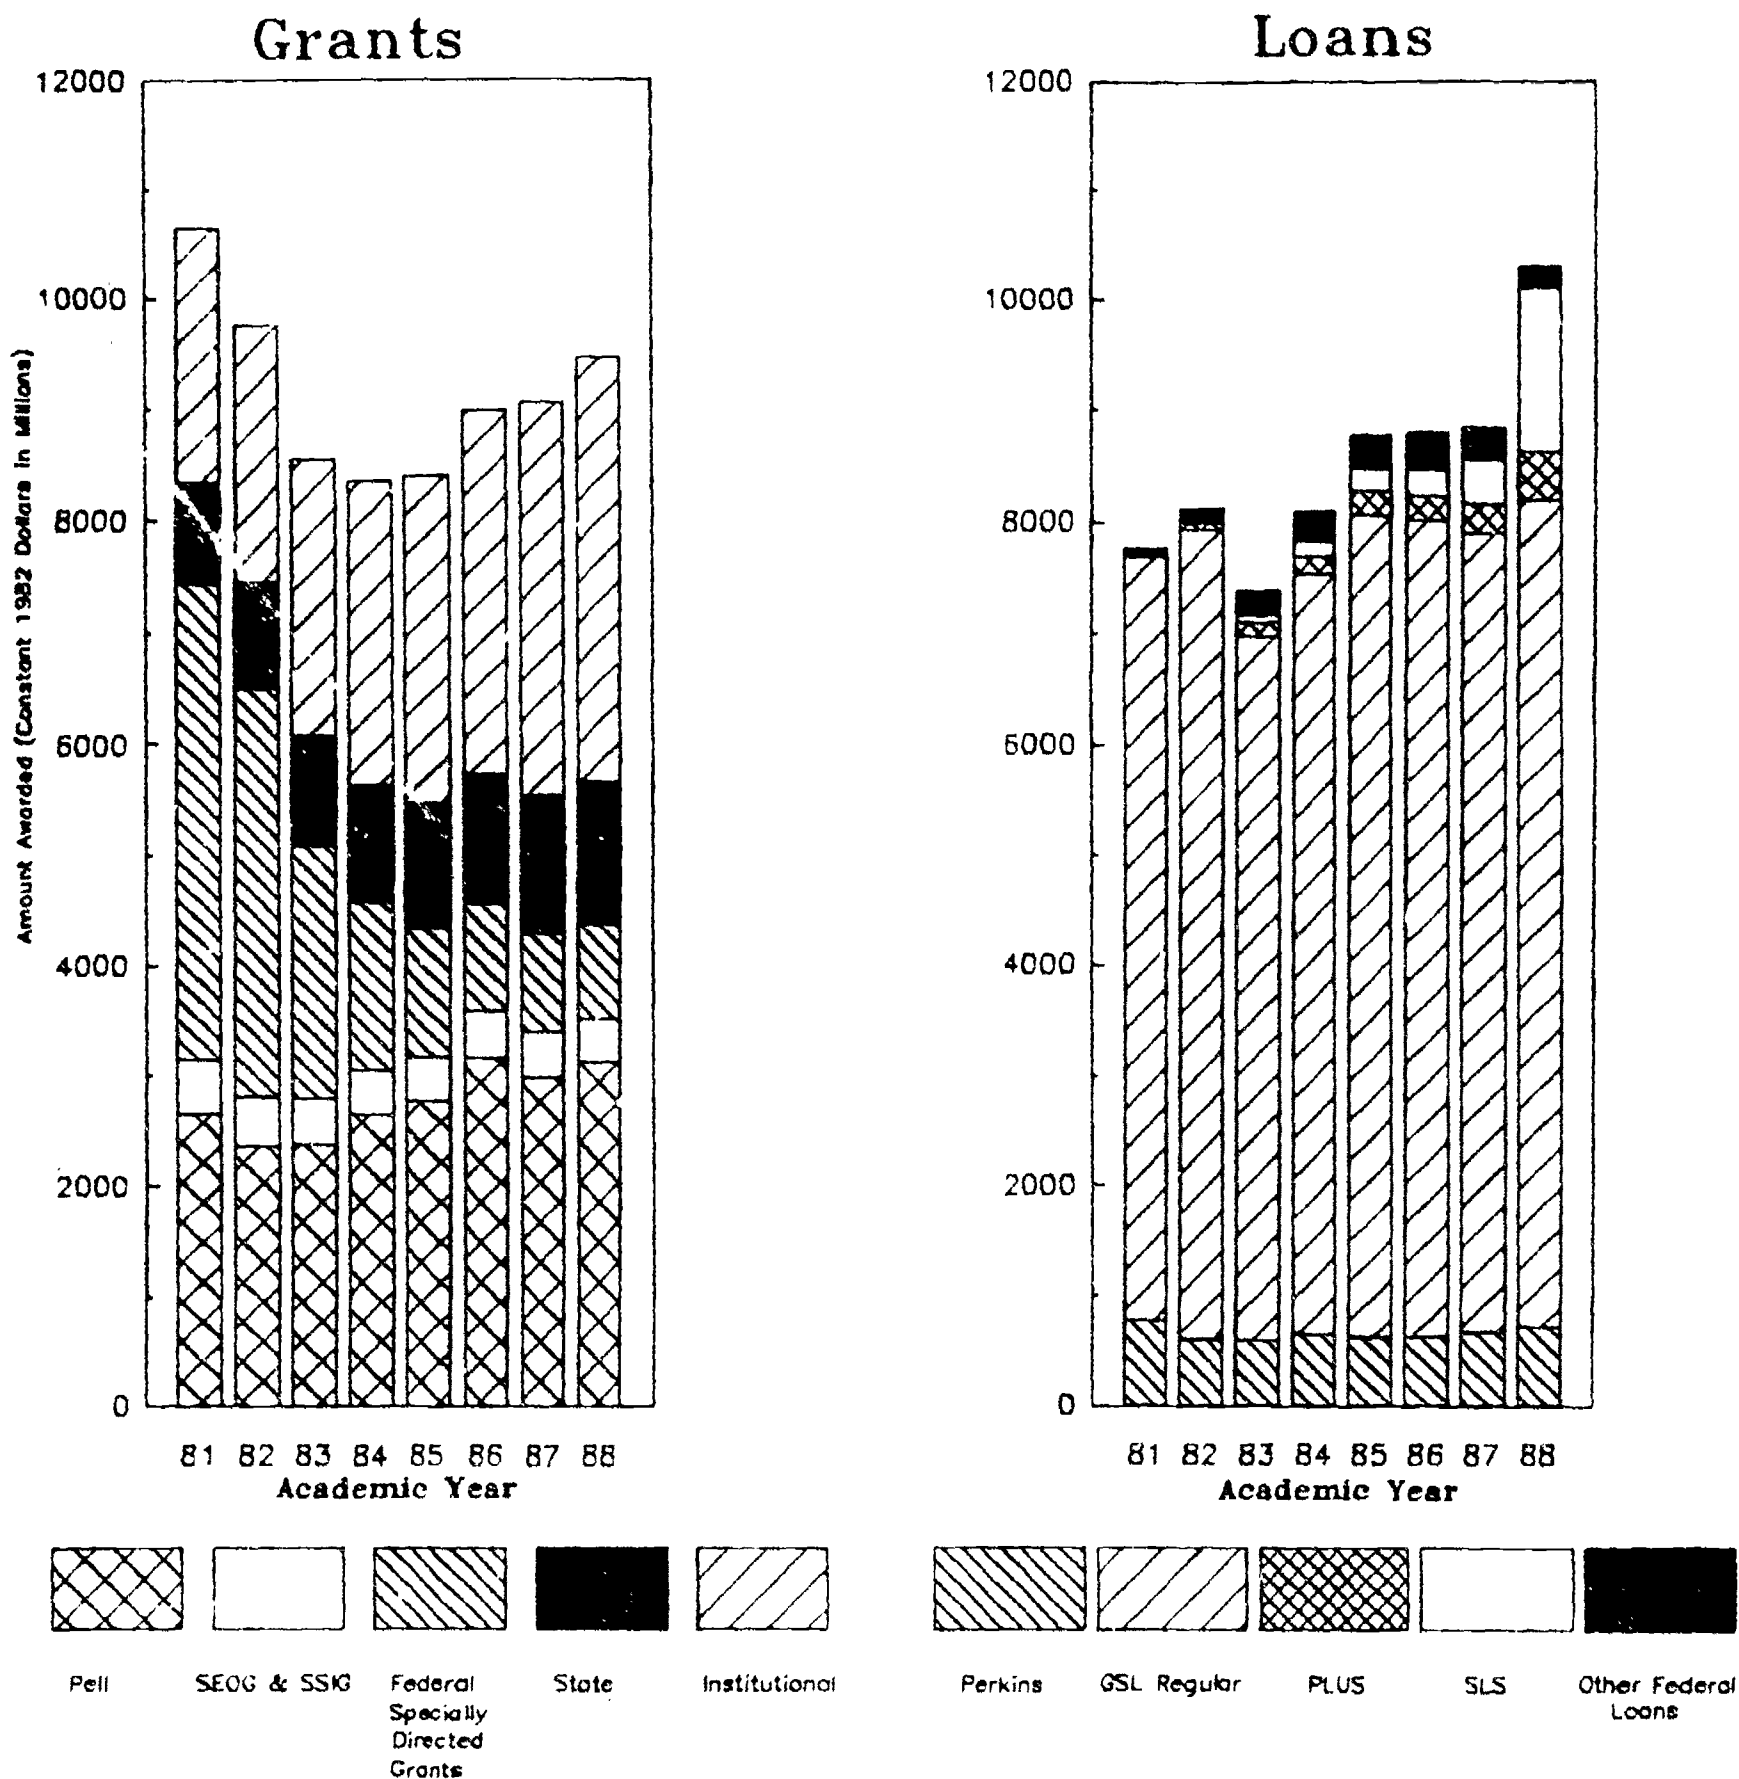 Grants
12000
10000
8000
6000
4000
2000
0
Amount Awarded (Constant 1982 Dollars in Millions)
81 82 83 84 85 86 87 88
Academic Year
Pell
SEOG & SSIG
Federal
Specially
Directed
Grants
State
Institutional
Loans
12000
10000
8000
6000
4000
2000
0
81 82 83 84 85 86 87 88
Academic Year
Perkins
GSL Regular
PLUS
SLS
Other Federal
Loans